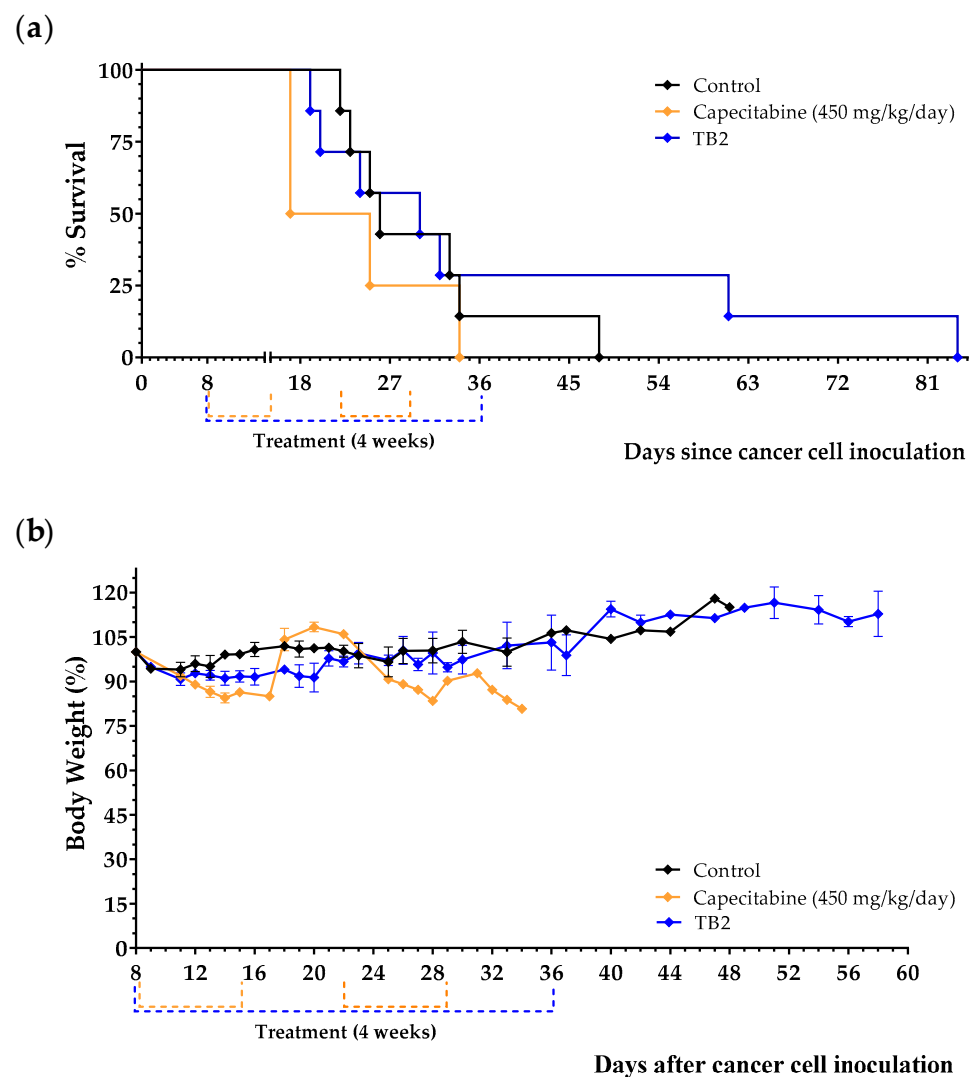 (a)
100
75
50
25
0
% Survival
Control
Capecitabine (450 mg/kg/day)
TB2
0 8 18 27 36 45 54 63 72 81
Treatment (4 weeks)
Days since cancer cell inoculation
(b)
120
105
90
75
60
45
30
15
0
Body Weight (%)
Control
Capecitabine (450 mg/kg/day)
TB2
8 12 16 20 24 28 32 36 40 44 48 52 56 60
Treatment (4 weeks)
Days after cancer cell inoculation